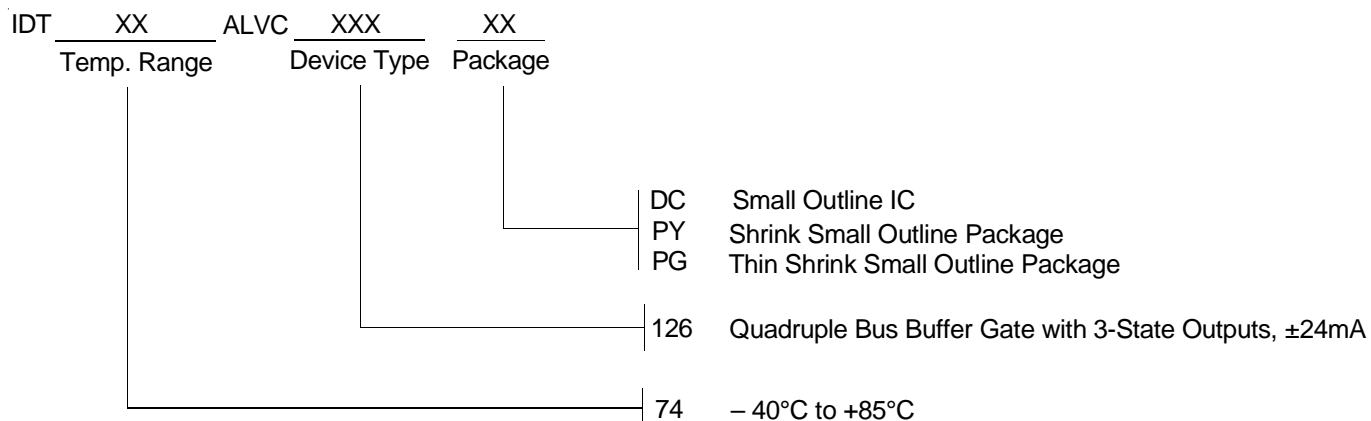 IDT XX ALVC XXX XX
Temp. Range Device Type Package
DC Small Outline IC
PY Shrink Small Outline Package
PG Thin Shrink Small Outline Package
126 Quadruple Bus Buffer Gate with 3-State Outputs, ±24mA
74 – 40°C to +85°C